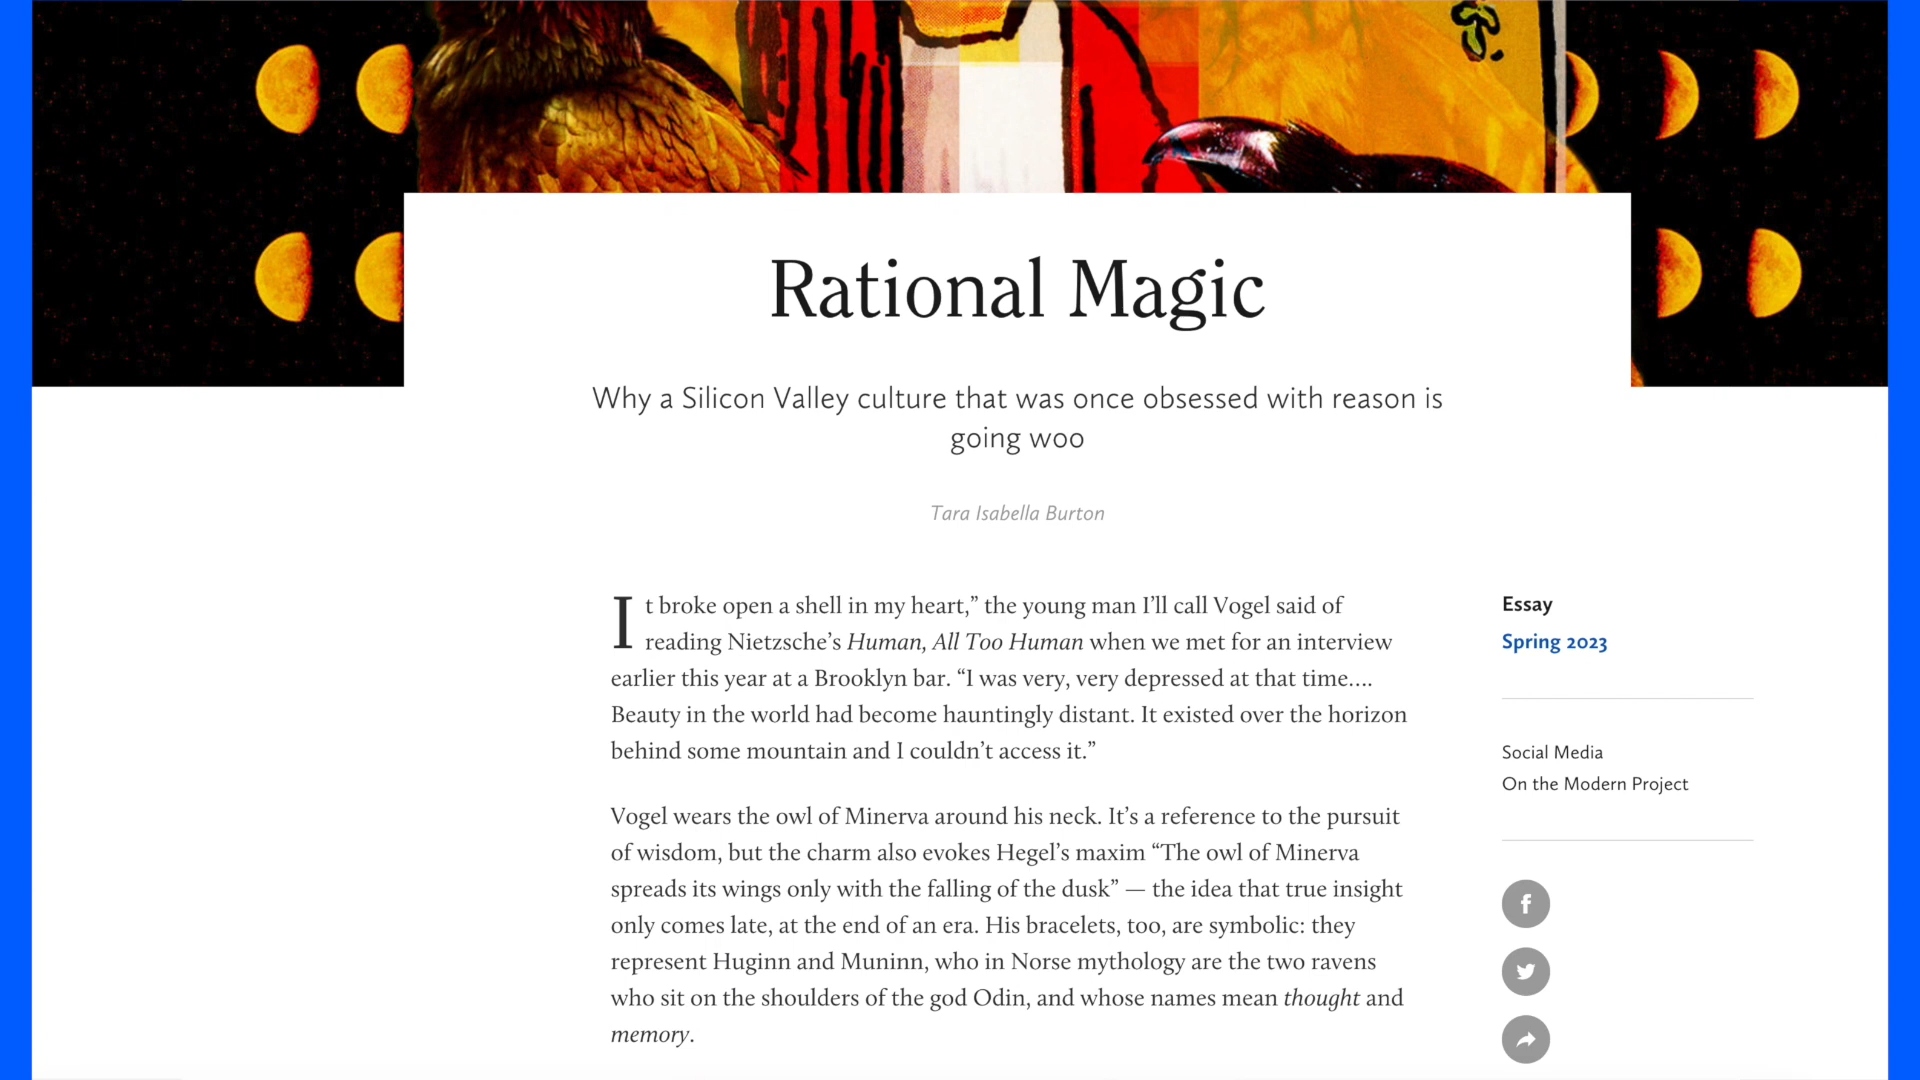 Rational Magic
Why a Silicon Valley culture that was once obsessed with reason is
going woo
Tara Isabella Burton
It broke open a shell in my heart,” the young man I’ll call Vogel said of
reading Nietzsche’s Human, All Too Human when we met for an interview
earlier this year at a Brooklyn bar. “I was very, very depressed at that time....
Beauty in the world had become hauntingly distant. It existed over the horizon
behind some mountain and I couldn’t access it.”
Vogel wears the owl of Minerva around his neck. It’s a reference to the pursuit
of wisdom, but the charm also evokes Hegel’s maxim “The owl of Minerva
spreads its wings only with the falling of the dusk” — the idea that true insight
only comes late, at the end of an era. His bracelets, too, are symbolic: they
represent Huginn and Muninn, who in Norse mythology are the two ravens
who sit on the shoulders of the god Odin, and whose names mean thought and
memory.
Essay
Spring 2023
Social Media
On the Modern Project